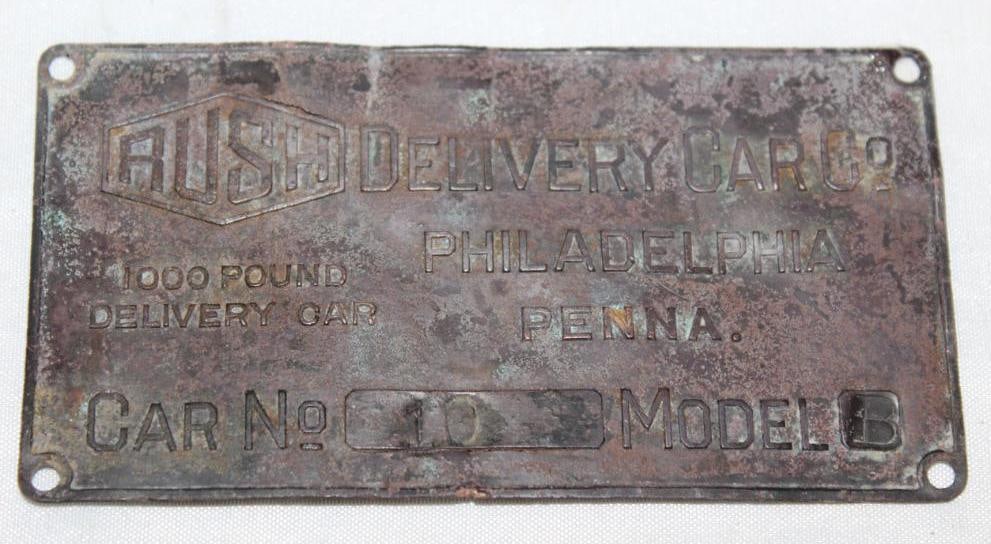 RUSH DELIVERY CAR Co
PHILADELPHIA
PENNA.
1000 POUND
DELIVERY CAR
CAR No 10 MODEL B